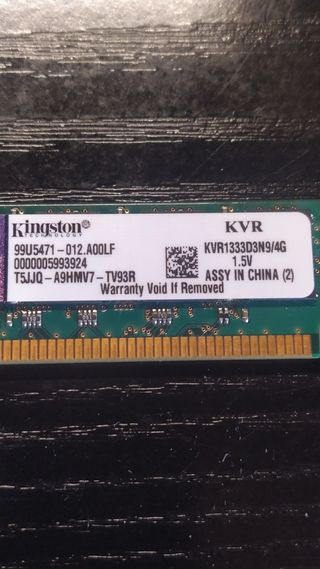 Kingston® KVR
TECHNOLOGY
99U5471-012.A00LF KVR1333D3N9/4G
0000005993924 1.5V
T5JJQ-A9HMV7-TV93R ASSY IN CHINA (2)
Warranty Void If Removed